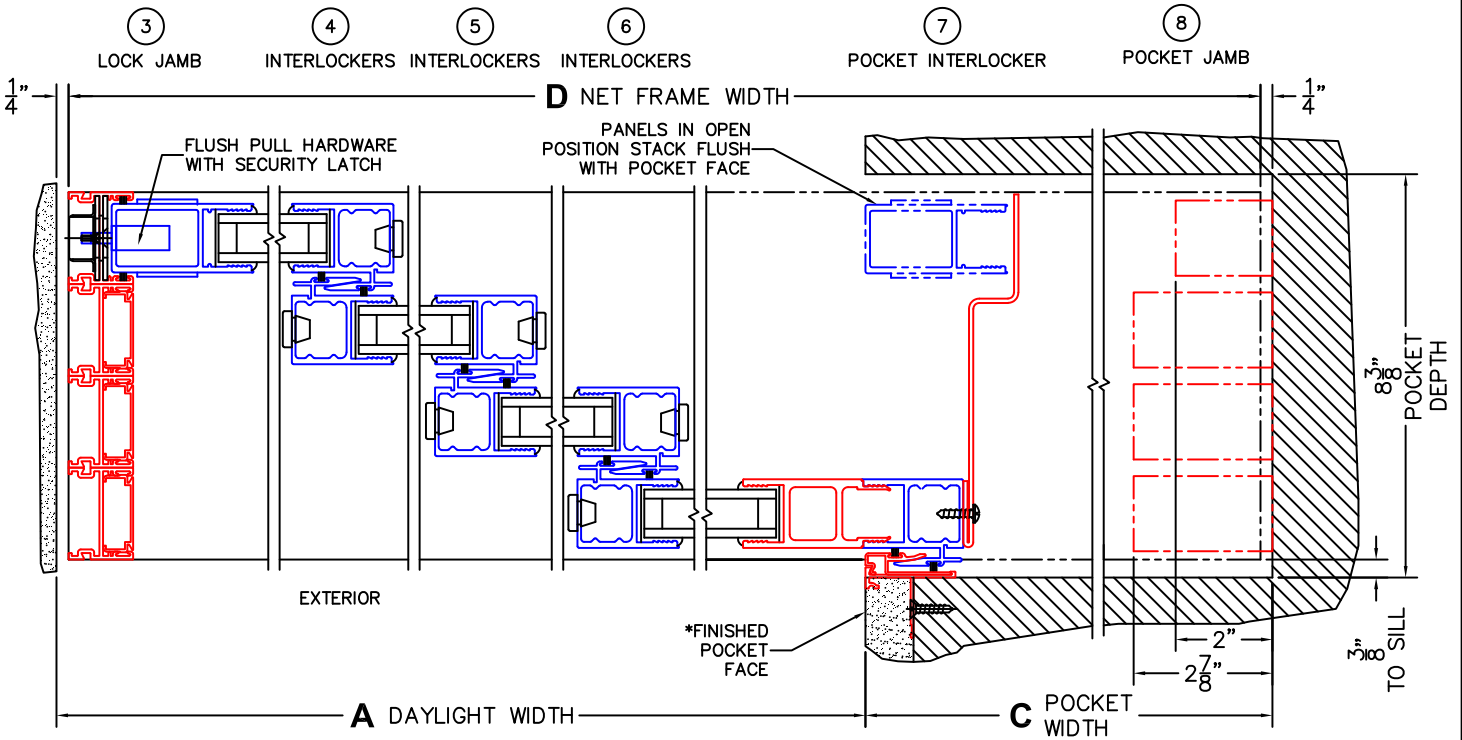 3
LOCK JAMB
4
INTERLOCKERS
5
INTERLOCKERS
6
INTERLOCKERS
7
POCKET INTERLOCKER
8
POCKET JAMB
1/4"
D NET FRAME WIDTH
1/4"
FLUSH PULL HARDWARE
WITH SECURITY LATCH
PANELS IN OPEN
POSITION STACK FLUSH
WITH POCKET FACE
8 3/8"
POCKET
DEPTH
EXTERIOR
*FINISHED
POCKET
FACE
2"
2 7/8"
3/8"
TO SILL
A DAYLIGHT WIDTH
C POCKET
WIDTH